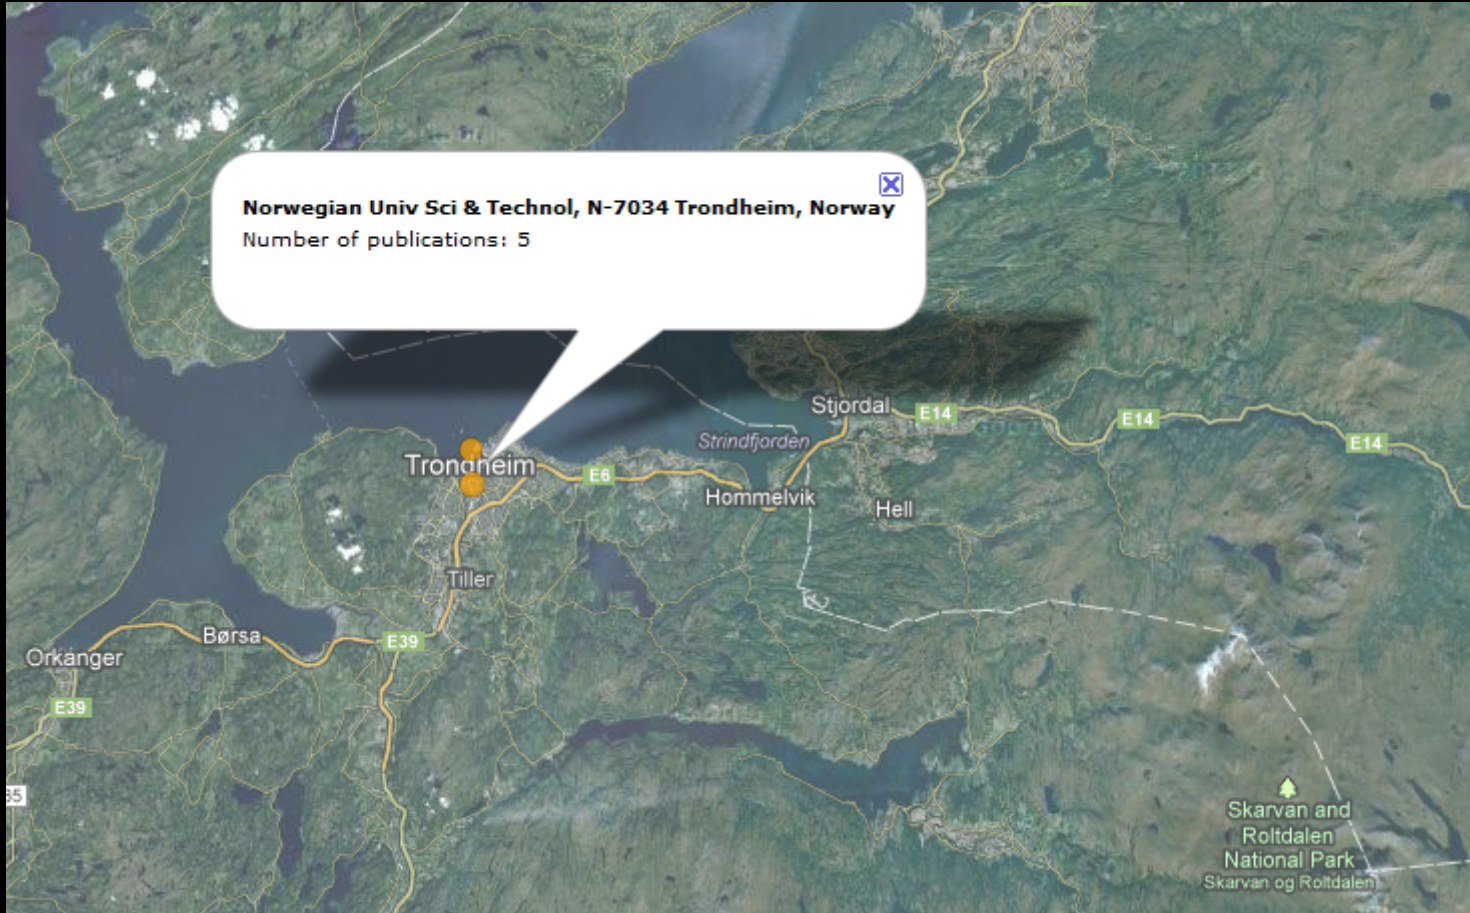 Norwegian Univ Sci & Technol, N-7034 Trondheim, Norway
Number of publications: 5
Stjordal
E14
E14
E14
Strindfjorden
Trondheim
E6
Hommelvik
Hell
Tiller
Børsa
E39
Orkanger
E39
65
Skarvan and
Roltdalen
National Park
Skarvan og Roltdalen